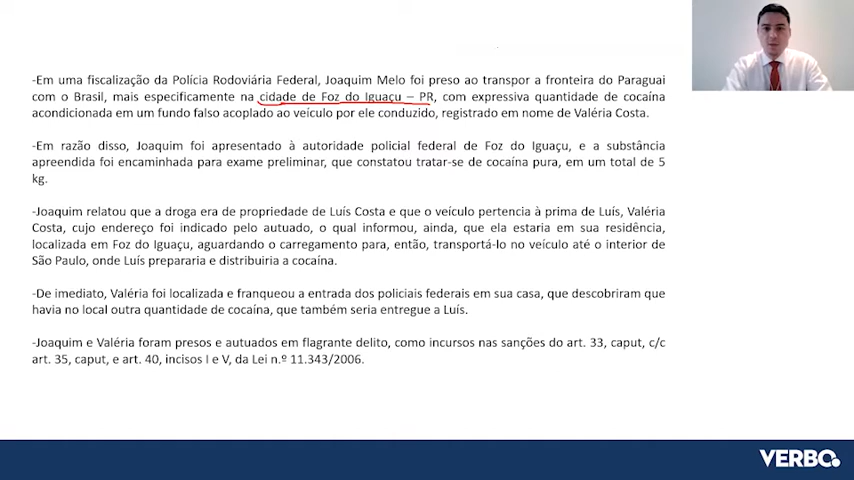 -Em uma fiscalização da Polícia Rodoviária Federal, Joaquim Melo foi preso ao transpor a fronteira do Paraguai
com o Brasil, mais especificamente na cidade de Foz do Iguaçu – PR, com expressiva quantidade de cocaína
acondicionada em um fundo falso acoplado ao veículo por ele conduzido, registrado em nome de Valéria Costa.
-Em razão disso, Joaquim foi apresentado à autoridade policial federal de Foz do Iguaçu, e a substância
apreendida foi encaminhada para exame preliminar, que constatou tratar-se de cocaína pura, em um total de 5
kg.
-Joaquim relatou que a droga era de propriedade de Luís Costa e que o veículo pertencia à prima de Luís, Valéria
Costa, cujo endereço foi indicado pelo autuado, o qual informou, ainda, que ela estaria em sua residência,
localizada em Foz do Iguaçu, aguardando o carregamento para, então, transportá-lo no veículo até o interior de
São Paulo, onde Luís prepararia e distribuiria a cocaína.
-De imediato, Valéria foi localizada e franqueou a entrada dos policiais federais em sua casa, que descobriram que
havia no local outra quantidade de cocaína, que também seria entregue a Luís.
-Joaquim e Valéria foram presos e autuados em flagrante delito, como incursos nas sanções do art. 33, caput, c/c
art. 35, caput, e art. 40, incisos I e V, da Lei n.º 11.343/2006.
VERBO